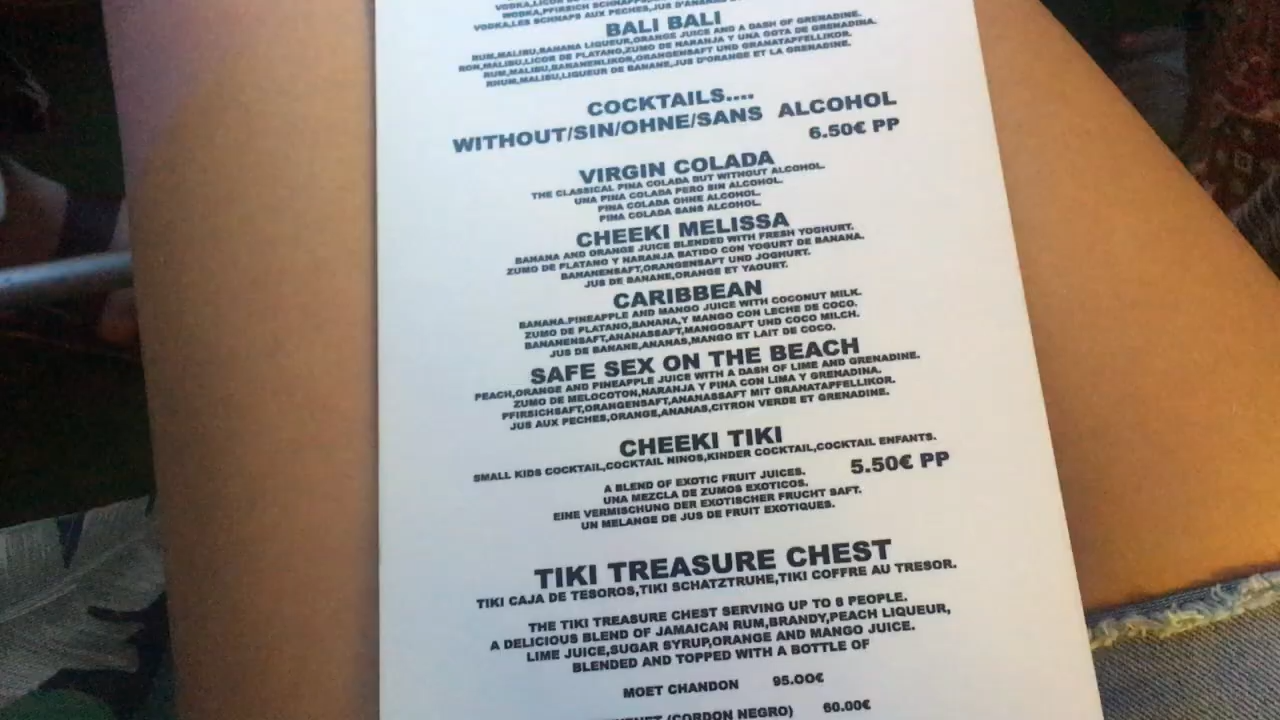 VODKA,LES SCHNAPS AUX PECHES,JUS
BALI BALI
RUM,MALIBU,BANANA LIQUEUR,ORANGE JUICE AND A DASH OF GRENADINE.
RON,MALIBU,LICOR DE PLATANO,ZUMO DE NARANJA Y UNA GOTA DE GRENADINA.
RUM,MALIBU,BANANENLIKOR,ORANGENSAFT UND GRANATAPFELLIKOR.
RHUM,MALIBU,LIQUEUR DE BANANE,JUS D'ORANGE ET LA GRENADINE.
COCKTAILS....
WITHOUT/SIN/OHNE/SANS ALCOHOL
6.50€ PP
VIRGIN COLADA
THE CLASSICAL PINA COLADA BUT WITHOUT ALCOHOL.
UNA PINA COLADA PERO SIN ALCOHOL.
PINA COLADA OHNE ALCOHOL.
PINA COLADA SANS ALCOHOL.
CHEEKI MELISSA
BANANA AND ORANGE JUICE BLENDED WITH FRESH YOGHURT.
ZUMO DE PLATANO Y NARANJA BATIDO CON YOGURT DE BANANA.
BANANENSAFT,ORANGENSAFT UND JOGHURT.
JUS DE BANANE,ORANGE ET YAOURT.
CARIBBEAN
BANANA.PINEAPPLE AND MANGO JUICE WITH COCONUT MILK.
ZUMO DE PLATANO,BANANA,Y MANGO CON LECHE DE COCO.
BANANENSAFT,ANANASSAFT,MANGOSAFT UND COCO MILCH.
JUS DE BANANE,ANANAS,MANGO ET LAIT DE COCO.
SAFE SEX ON THE BEACH
PEACH,ORANGE AND PINEAPPLE JUICE WITH A DASH OF LIME AND GRENADINE.
ZUMO DE MELOCOTON,NARANJA Y PINA CON LIMA Y GRENADINA.
PFIRSICHSAFT,ORANGENSAFT,ANANASSAFT MIT GRANATAPFELLIKOR.
JUS AUX PECHES,ORANGE,ANANAS,CITRON VERDE ET GRENADINE.
CHEEKI TIKI
SMALL KIDS COCKTAIL,COCKTAIL NINOS,KINDER COCKTAIL,COCKTAIL ENFANTS.
5.50€ PP
A BLEND OF EXOTIC FRUIT JUICES.
UNA MEZCLA DE ZUMOS EXOTICOS.
EINE VERMISCHUNG DER EXOTISCHER FRUCHT SAFT.
UN MELANGE DE JUS DE FRUIT EXOTIQUES.
TIKI TREASURE CHEST
TIKI CAJA DE TESOROS,TIKI SCHATZTRUHE,TIKI COFFRE AU TRESOR.
THE TIKI TREASURE CHEST SERVING UP TO 8 PEOPLE.
A DELICIOUS BLEND OF JAMAICAN RUM,BRANDY,PEACH LIQUEUR,
LIME JUICE,SUGAR SYRUP,ORANGE AND MANGO JUICE.
BLENDED AND TOPPED WITH A BOTTLE OF
MOET CHANDON 95.00€
(CORDON NEGRO) 60.00€